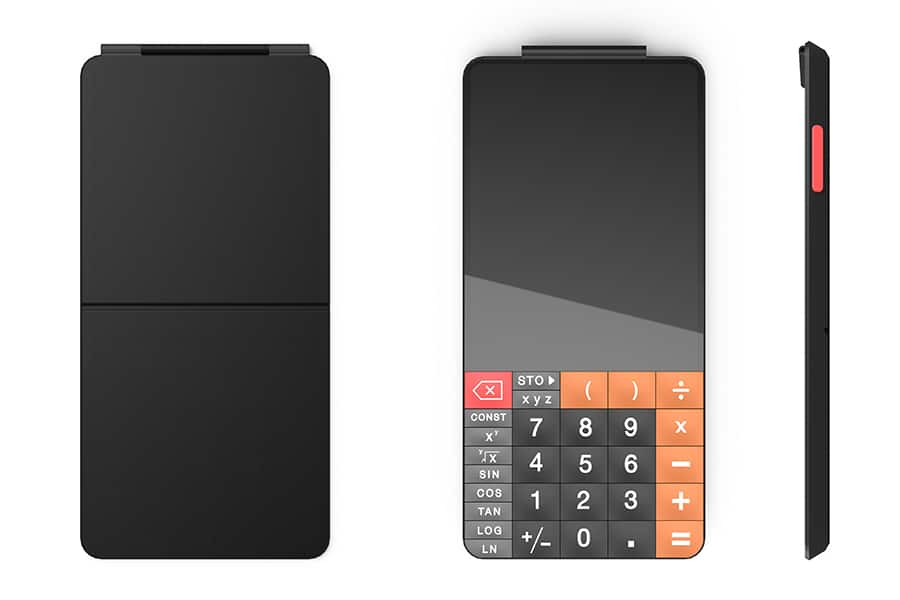 STO
( ) ÷
x y z
CONST
7 8 9 x
xʸ
ʸ√x
4 5 6 −
SIN
COS
1 2 3 +
TAN
LOG
+/− 0 . =
LN